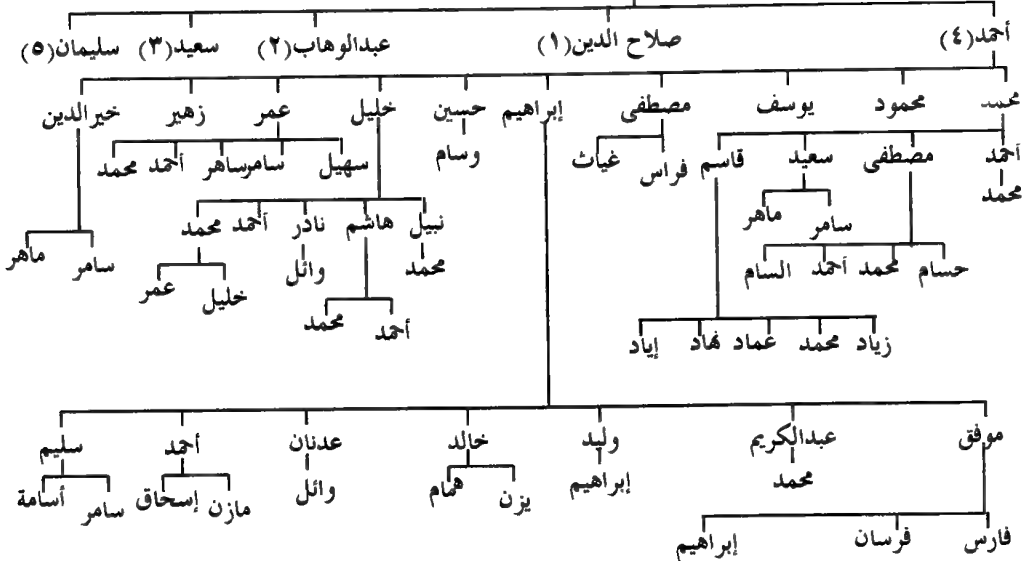 أحمد(٤) صلاح الدين(١) عبدالوهاب(٢) سعيد(٣) سليمان(٥)
محمد محمود يوسف مصطفى إبراهيم حسين خليل عمر زهير خيرالدين
أحمد مصطفى سعيد قاسم فراس غياث وسام سهيل سامر ساهر أحمد محمد
محمد سامر ماهر نبيل هاشم نادر أحمد محمد
حسام محمد أحمد السام محمد وائل خليل عمر سامر ماهر
زياد محمد عماد نهاد إياد أحمد محمد
موفق عبدالكريم وليد خالد عدنان أحمد سليم
محمد إبراهيم يزن همام وائل مازن إسحاق سامر أسامة
فارس فرسان إبراهيم